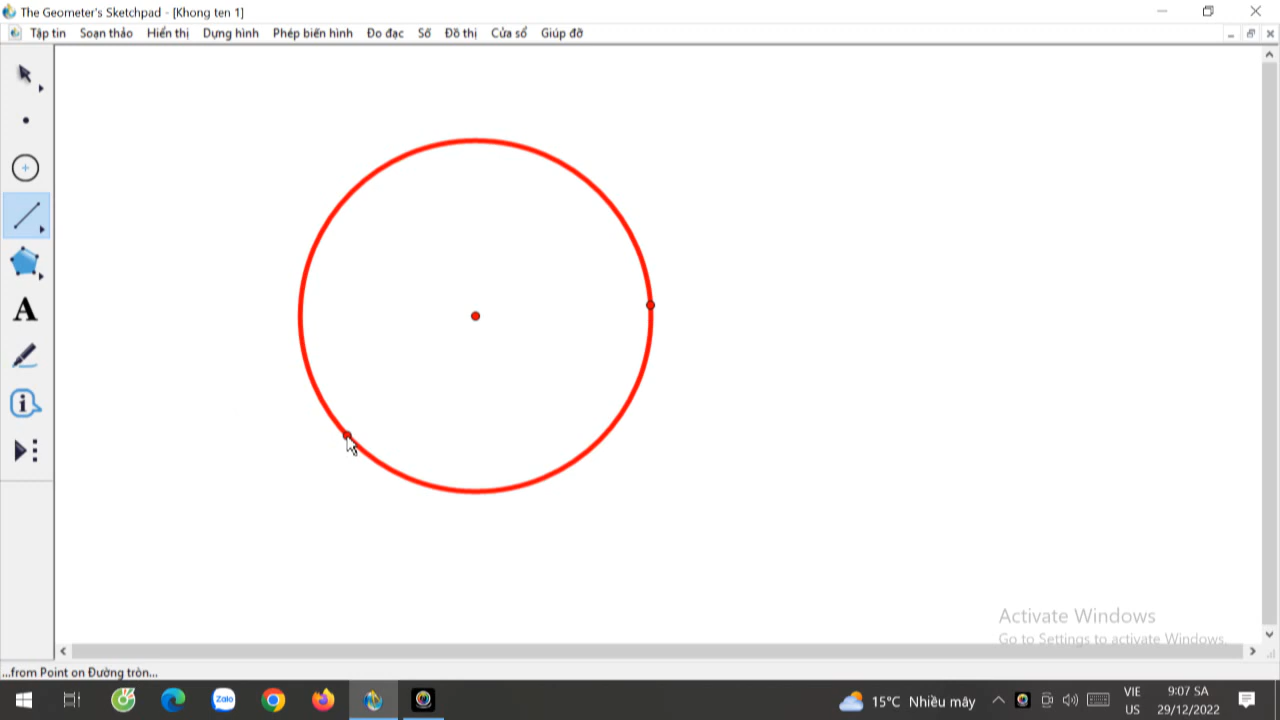 The Geometer's Sketchpad - [Khong ten 1]
Tập tin Soạn thảo Hiển thị Dựng hình Phép biến hình Đo đạc Số Đồ thị Cửa sổ Giúp đỡ
A
Activate Windows
Go to Settings to activate Windows.
...from Point on Đường tròn...
Zalo
15°C Nhiều mây
VIE
US
9:07 SA
29/12/2022